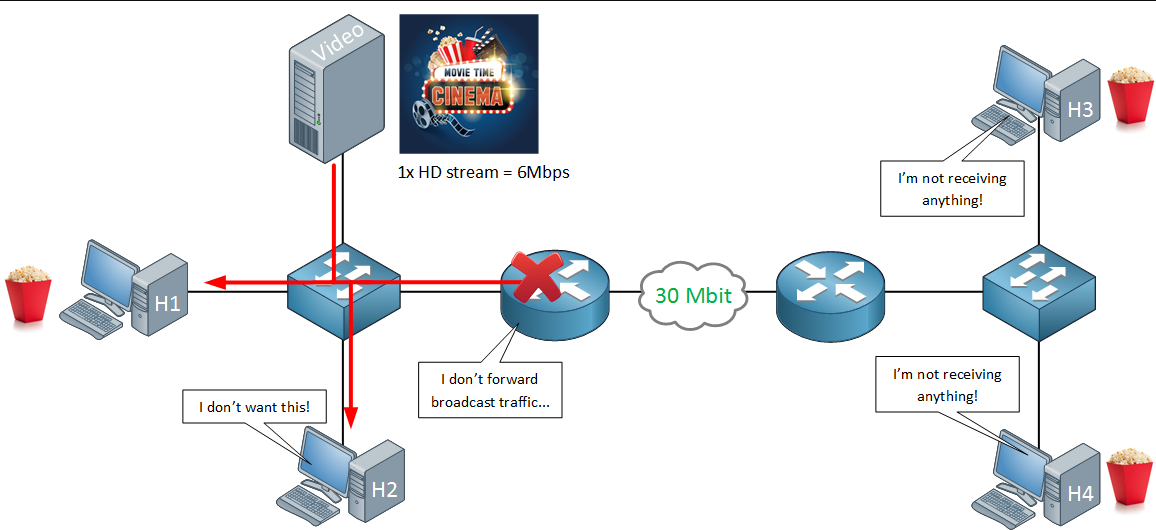 Video
MOVIE TIME
CINEMA
1x HD stream = 6Mbps
H3
I'm not receiving
anything!
H1
30 Mbit
I don't forward
broadcast traffic...
I don't want this!
H2
I'm not receiving
anything!
H4